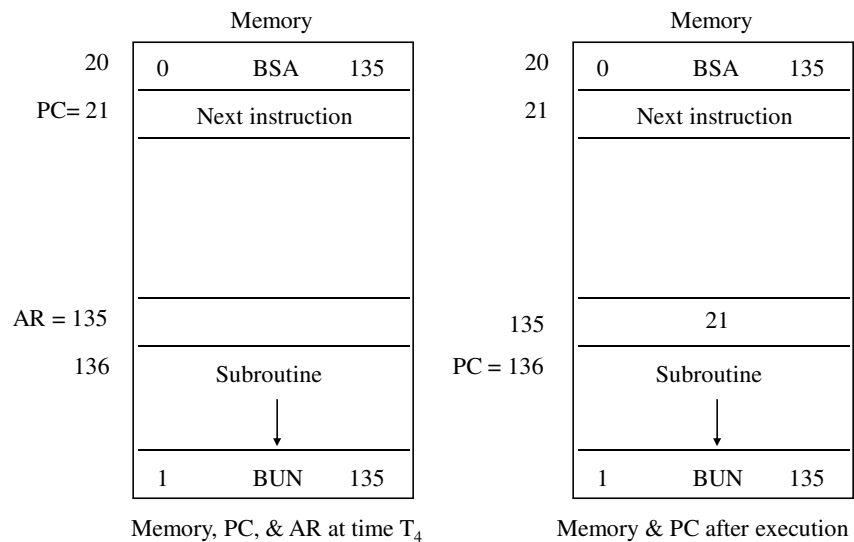 Memory
20 0 BSA 135
PC= 21 Next instruction
AR = 135
136 Subroutine
1 BUN 135
Memory, PC, & AR at time T₄
Memory
20 0 BSA 135
21 Next instruction
135 21
PC = 136 Subroutine
1 BUN 135
Memory & PC after execution